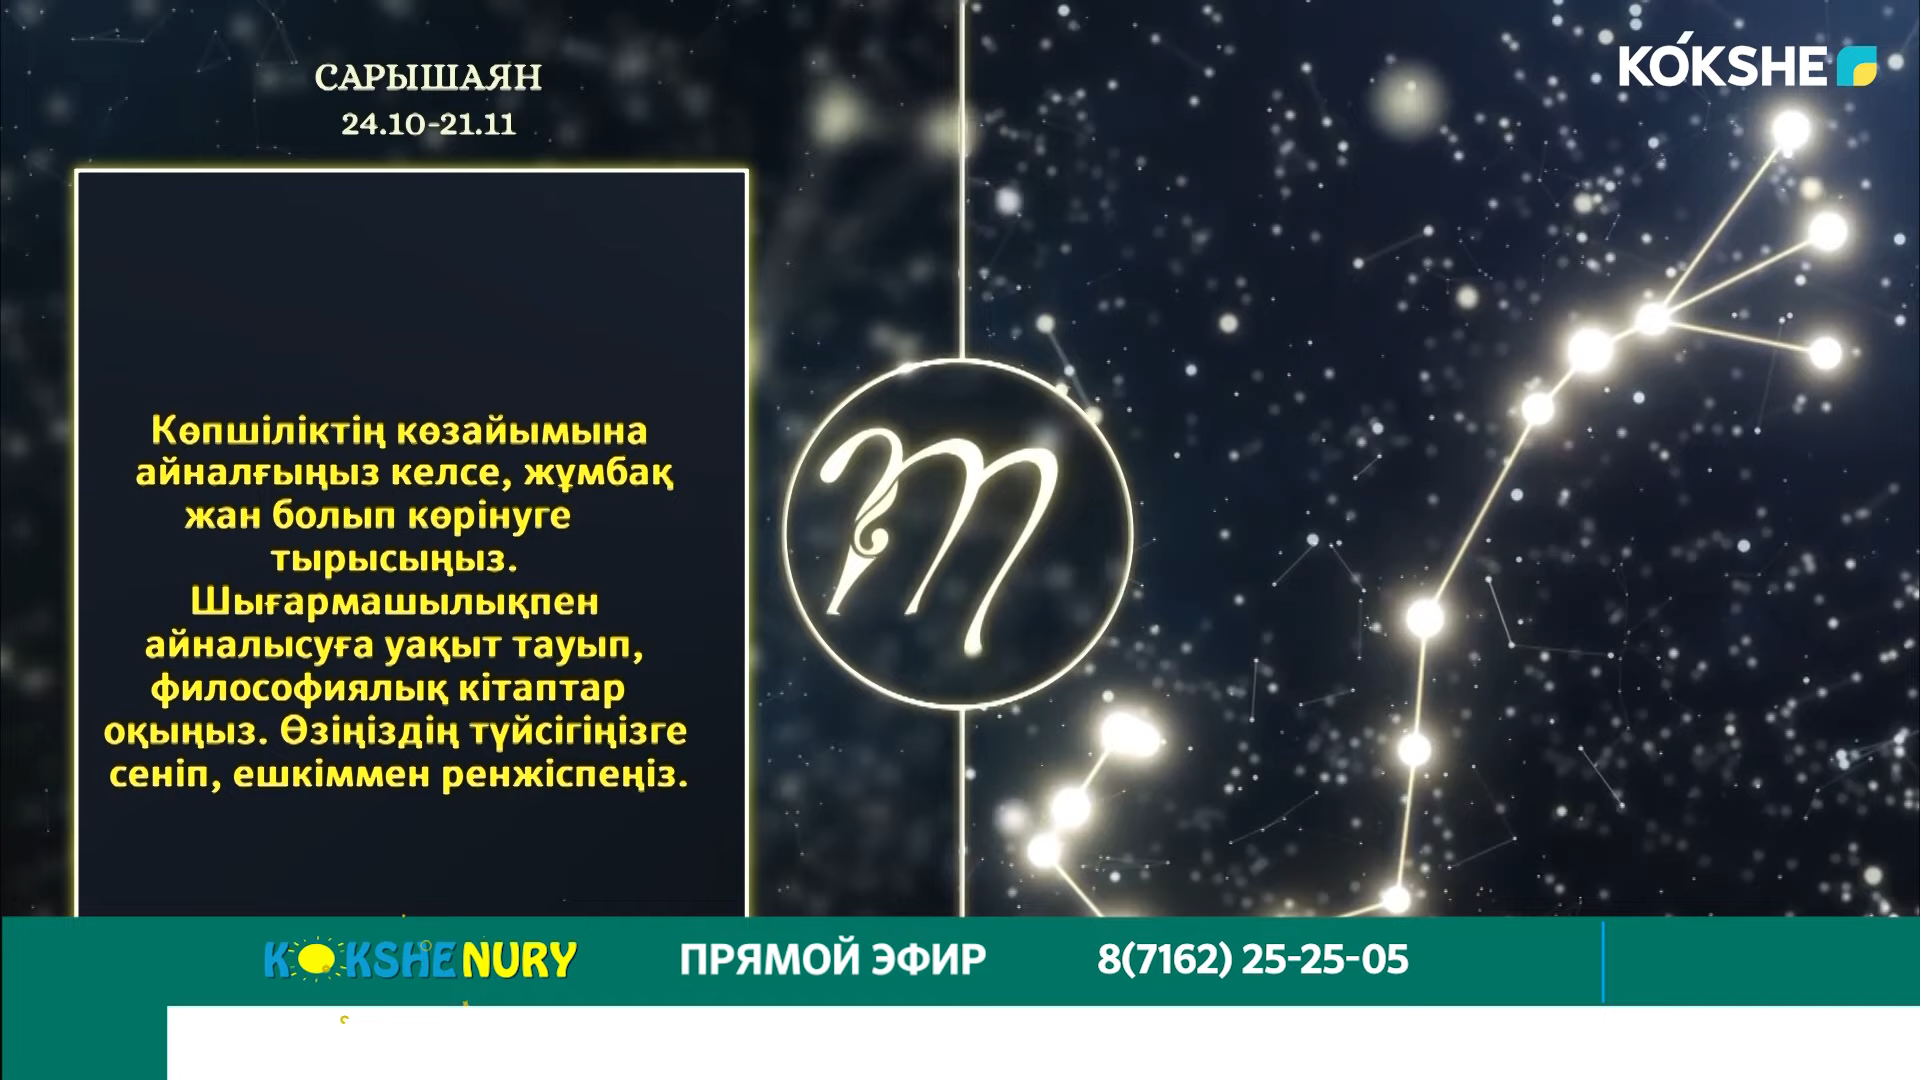 САРЫШАЯН
24.10-21.11
KÓKSHE
Көпшіліктің көзайымына
айналғыңыз келсе, жұмбақ
жан болып көрінуге
тырысыңыз.
Шығармашылықпен
айналысуға уақыт тауып,
философиялық кітаптар
оқыңыз. Өзіңіздің түйсігіңізге
сеніп, ешкіммен ренжіспеңіз.
KOKSHE NURY ПРЯМОЙ ЭФИР 8(7162) 25-25-05